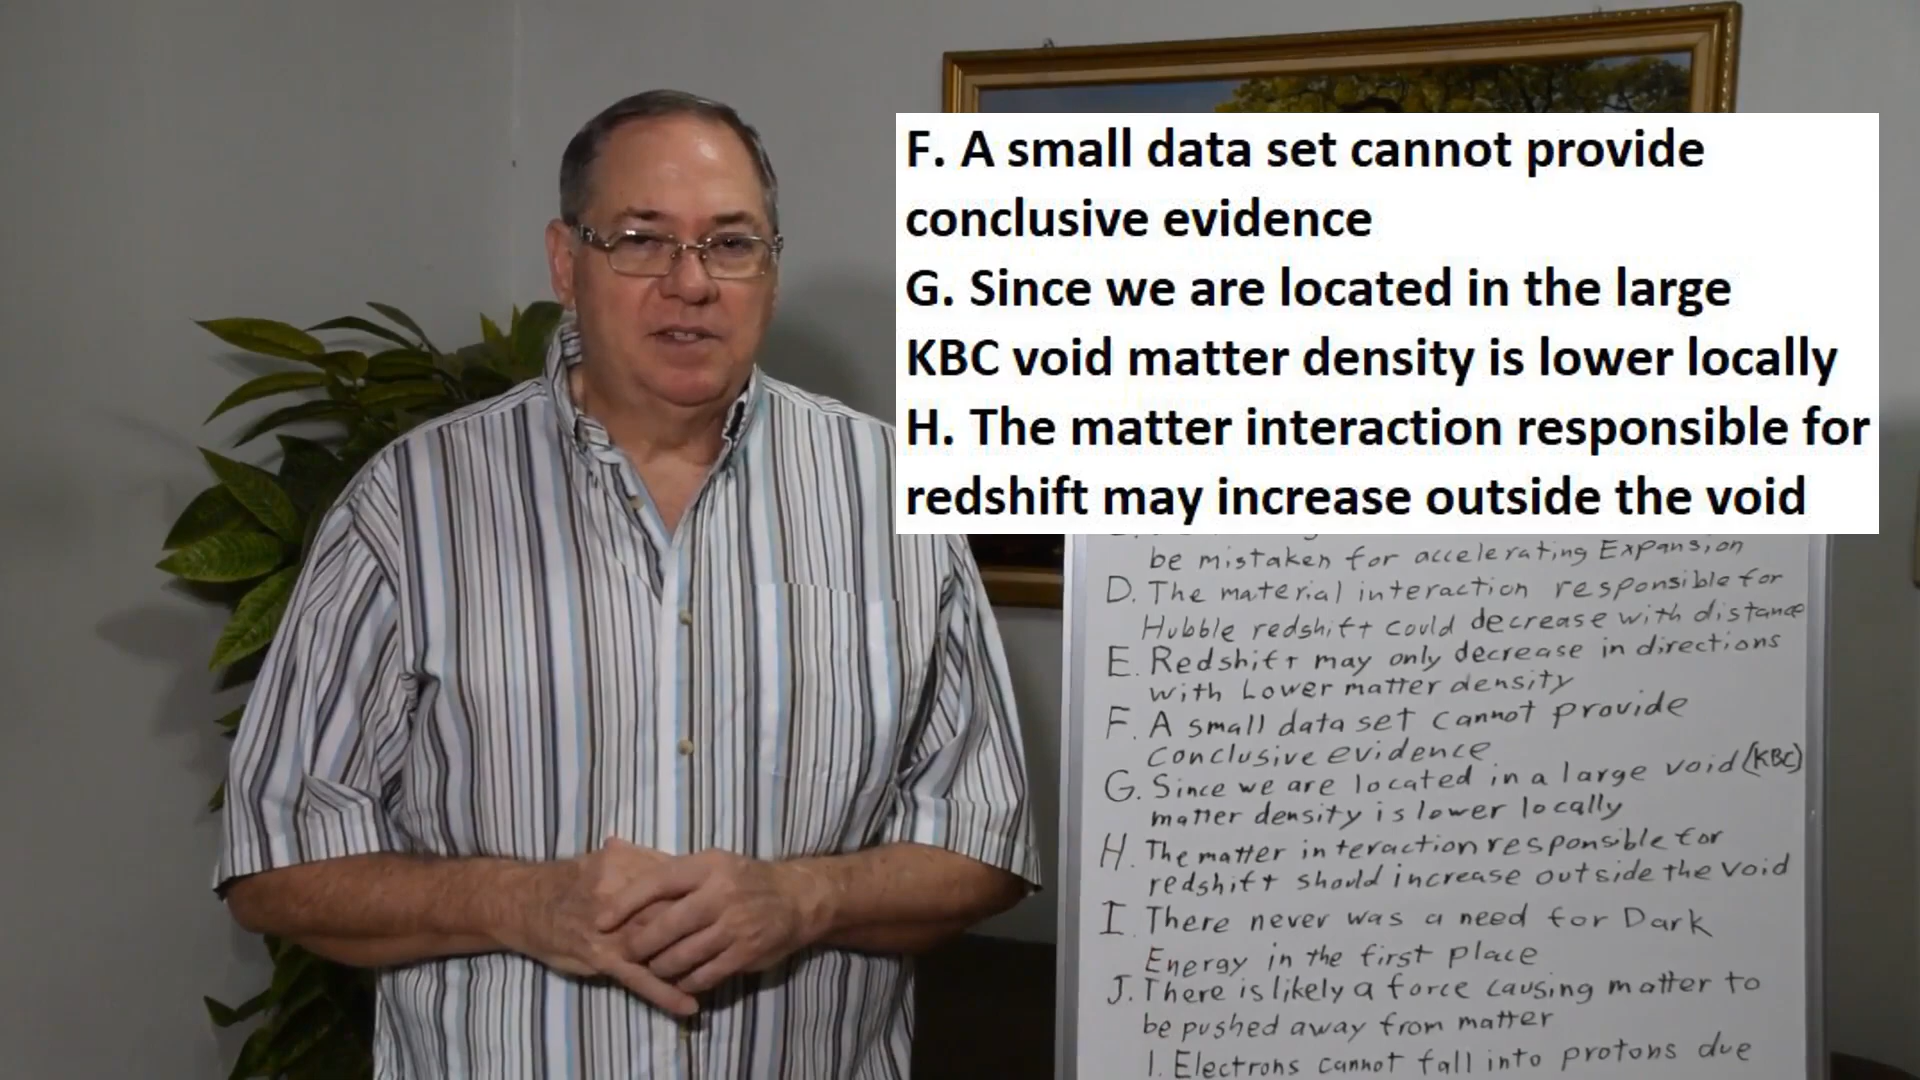 F. A small data set cannot provide
conclusive evidence
G. Since we are located in the large
KBC void matter density is lower locally
H. The matter interaction responsible for
redshift may increase outside the void
be mistaken for accelerating Expansion
D. The material interaction responsible for
Hubble redshift could decrease with distance
E. Redshift may only decrease in directions
with Lower matter density
F. A small data set cannot provide
conclusive evidence
G. Since we are located in a large void (KBC)
matter density is lower locally
H. The matter interaction responsible for
redshift should increase outside the void
I There never was a need for Dark
Energy in the first place
J. There is likely a force causing matter to
be pushed away from matter
1. Electrons cannot fall into protons due